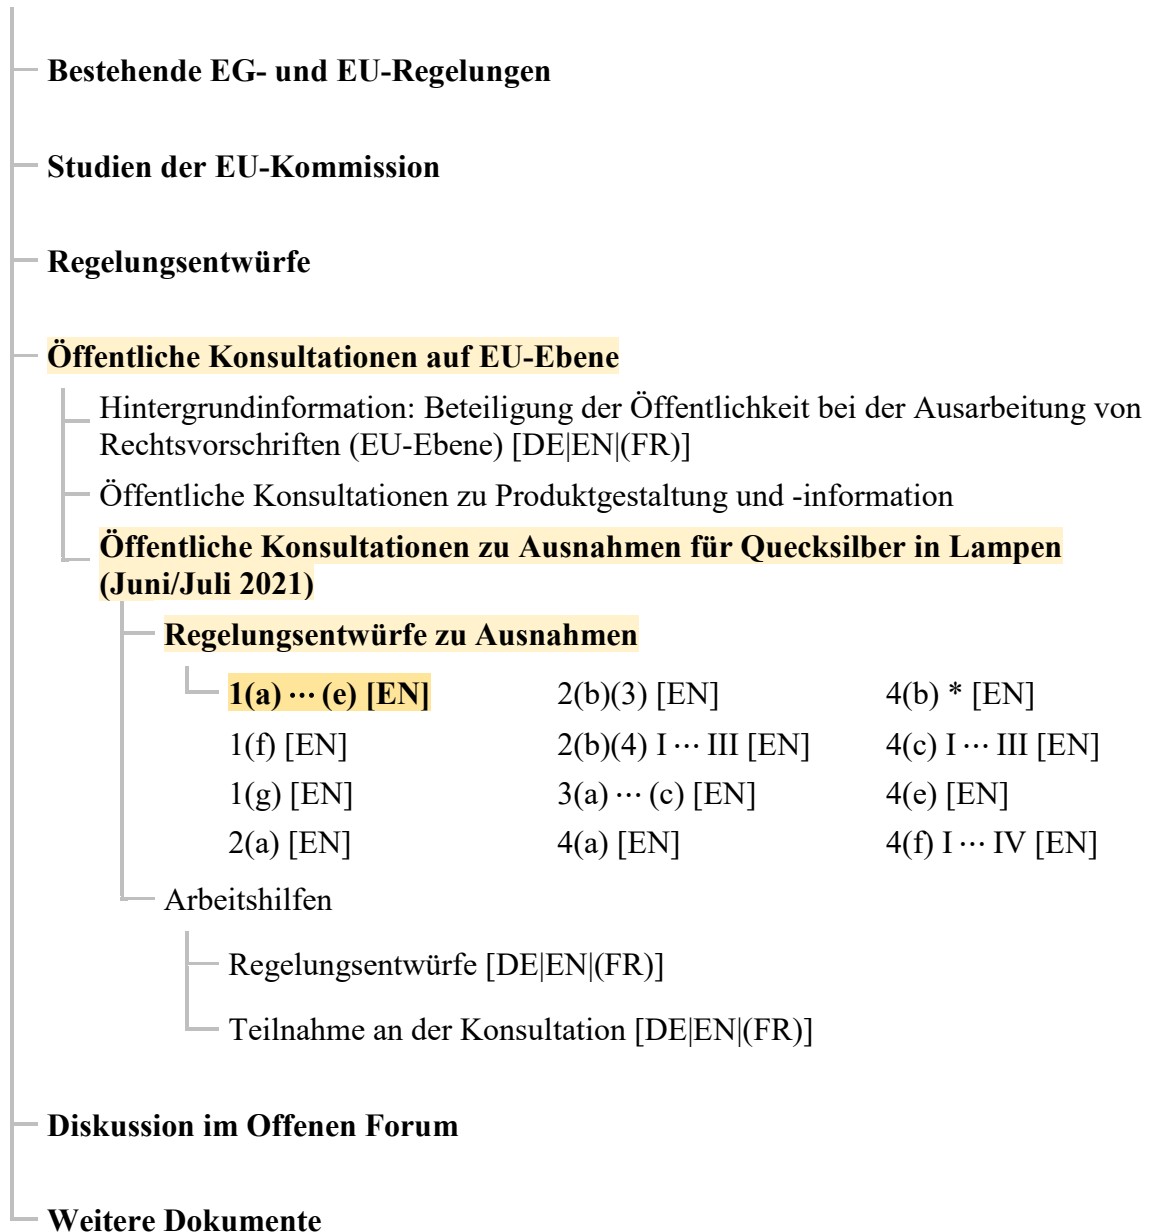 Bestehende EG- und EU-Regelungen
Studien der EU-Kommission
Regelungsentwürfe
Öffentliche Konsultationen auf EU-Ebene
Hintergrundinformation: Beteiligung der Öffentlichkeit bei der Ausarbeitung von
Rechtsvorschriften (EU-Ebene) [DE|EN|(FR)]
Öffentliche Konsultationen zu Produktgestaltung und -information
Öffentliche Konsultationen zu Ausnahmen für Quecksilber in Lampen
(Juni/Juli 2021)
Regelungsentwürfe zu Ausnahmen
1(a) ··· (e) [EN] 2(b)(3) [EN] 4(b) * [EN]
1(f) [EN] 2(b)(4) I ··· III [EN] 4(c) I ··· III [EN]
1(g) [EN] 3(a) ··· (c) [EN] 4(e) [EN]
2(a) [EN] 4(a) [EN] 4(f) I ··· IV [EN]
Arbeitshilfen
Regelungsentwürfe [DE|EN|(FR)]
Teilnahme an der Konsultation [DE|EN|(FR)]
Diskussion im Offenen Forum
Weitere Dokumente